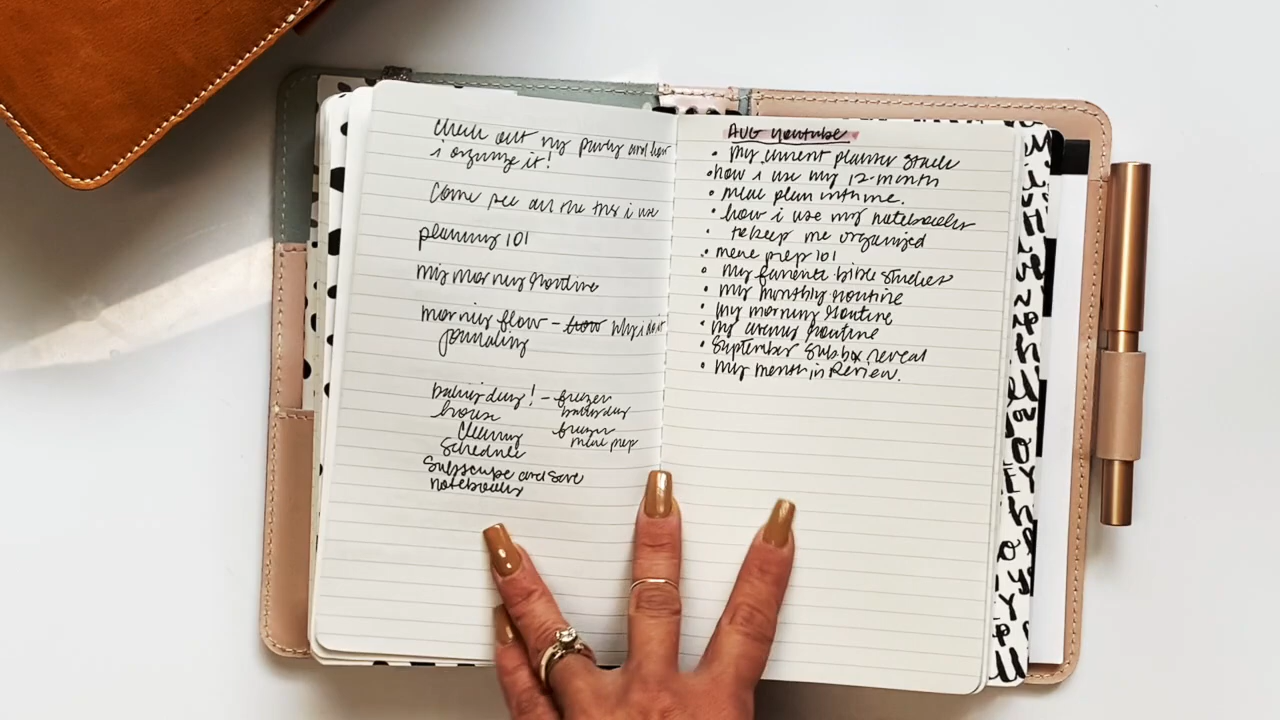 check out my pantry and how
i organize it!
Come see all the tns i use
planning 101
my morning routine
morning flow - how why i do it
journaling
baking day! - freezer
baking day
house
cleaning
schedule
freezer
meal prep
Subscribe and save
notebooks
AUG youtube
• my current planner stack
• how i use my 12-month
• meal plan with me.
• how i use my notebooks
• to keep me organized
• meal prep 101
• my favorite bible studies
• my monthly routine
• my morning routine
• my evening routine
• September Subbox reveal
• my month in Review.